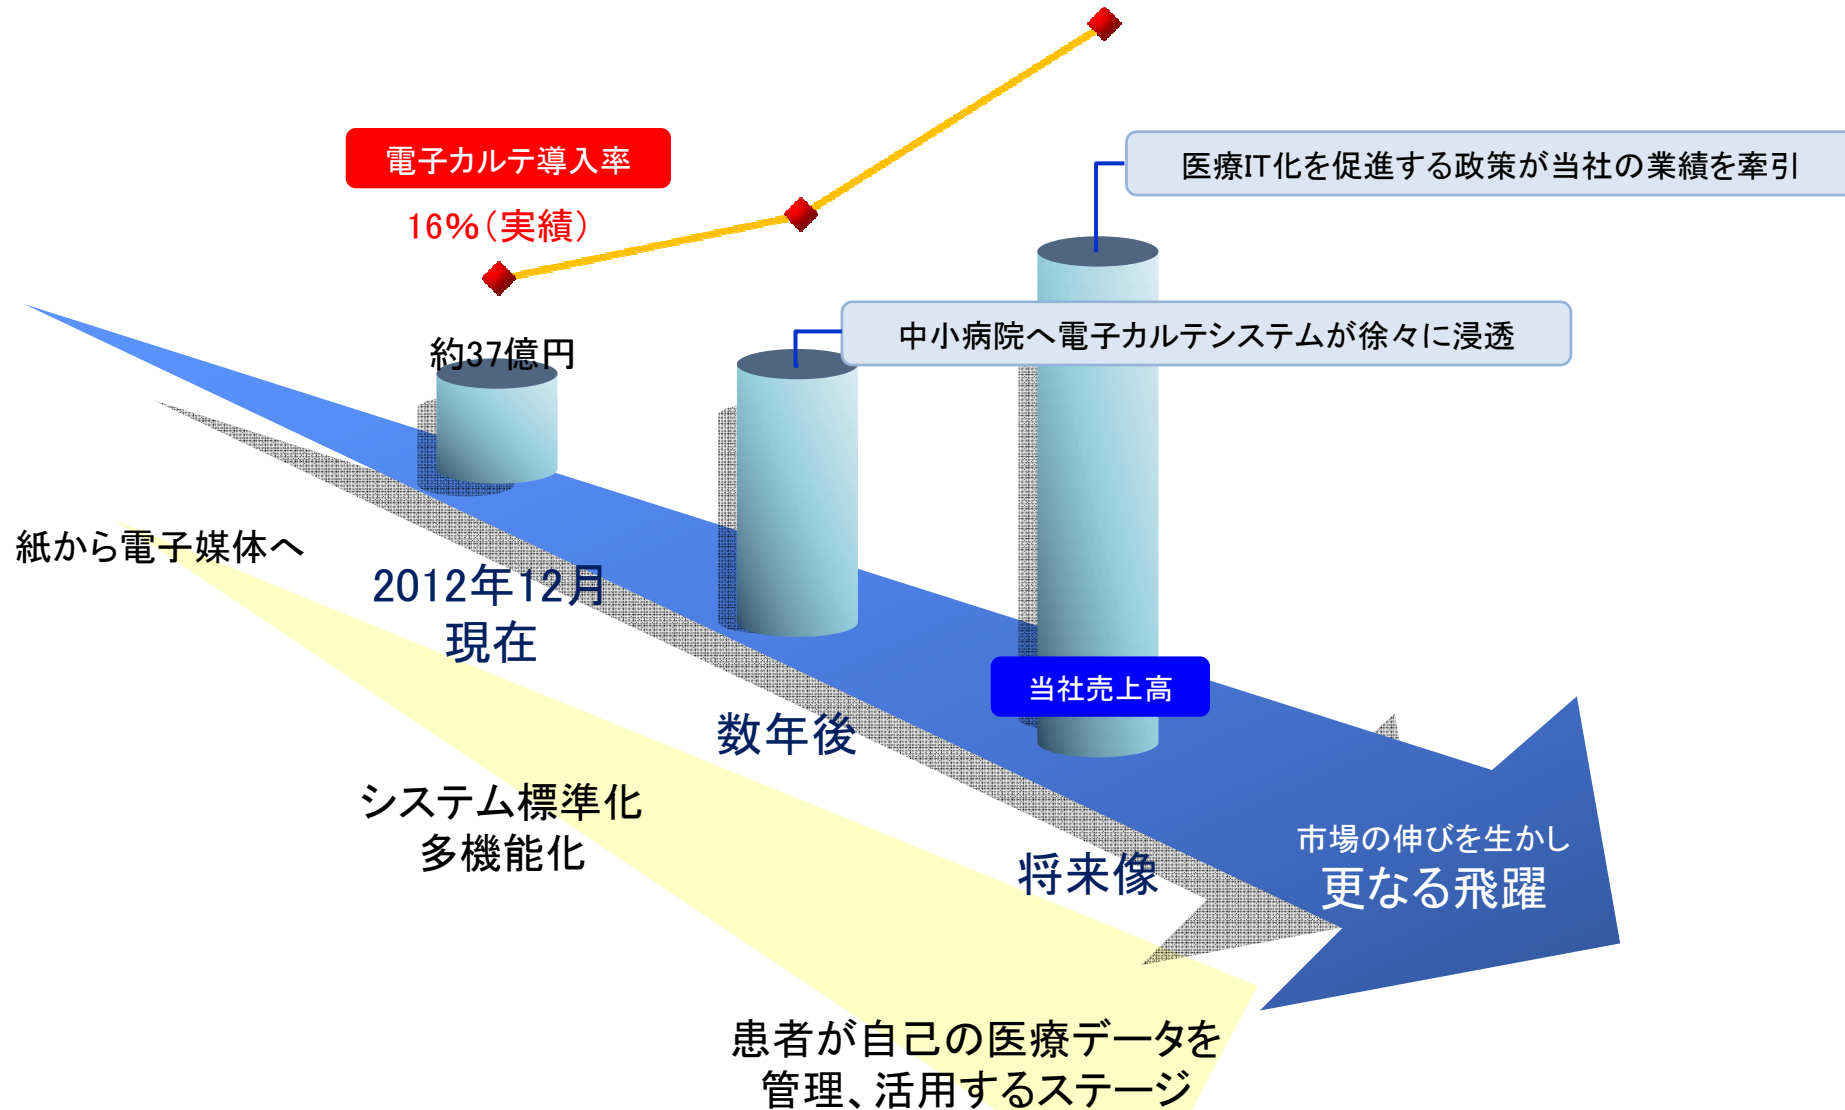 電子カルテ導入率
16%（実績）
医療IT化を促進する政策が当社の業績を牽引
中小病院へ電子カルテシステムが徐々に浸透
約37億円
紙から電子媒体へ
2012年12月
現在
当社売上高
数年後
システム標準化
多機能化
将来像
市場の伸びを生かし
更なる飛躍
患者が自己の医療データを
管理、活用するステージ